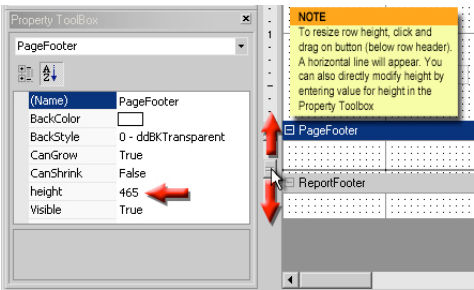 Property ToolBox
PageFooter
(Name) PageFooter
BackColor
BackStyle 0 - ddBKTransparent
CanGrow True
CanShrink False
height 465
Visible True
1
NOTE
To resize row height, click and
drag on button (below row header).
A horizontal line will appear. You
can also directly modify height by
entering value for height in the
Property Toolbox
PageFooter
ReportFooter